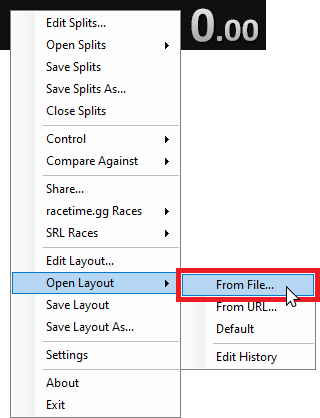 0.00
Edit Splits...
Open Splits
Save Splits
Save Splits As...
Close Splits
Control
Compare Against
Share...
racetime.gg Races
SRL Races
Edit Layout...
Open Layout
Save Layout
Save Layout As...
Settings
About
Exit
From File...
From URL...
Default
Edit History